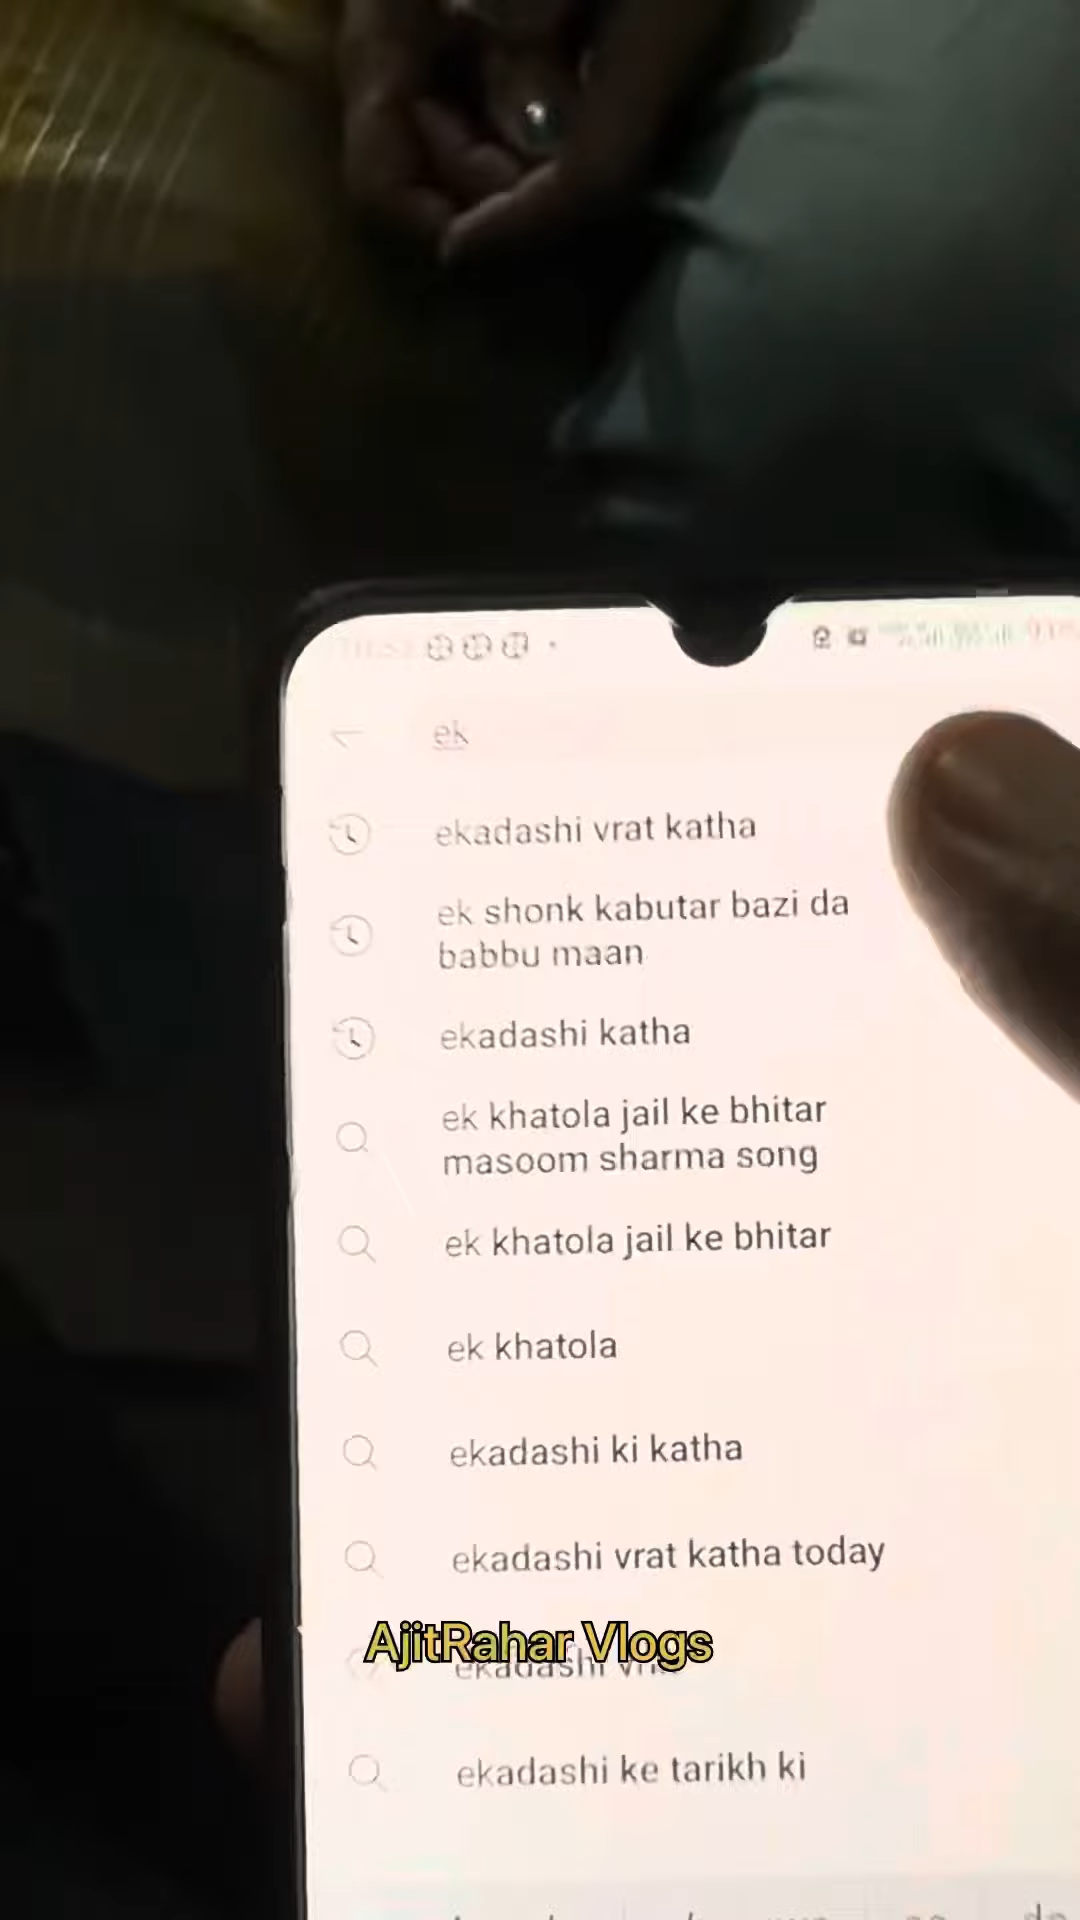 ek
ekadashi vrat katha
ek shonk kabutar bazi da
babbu maan
ekadashi katha
ek khatola jail ke bhitar
masoom sharma song
ek khatola jail ke bhitar
ek khatola
ekadashi ki katha
ekadashi vrat katha today
AjitRahar Vlogs
ekadashi
ekadashi ke tarikh ki